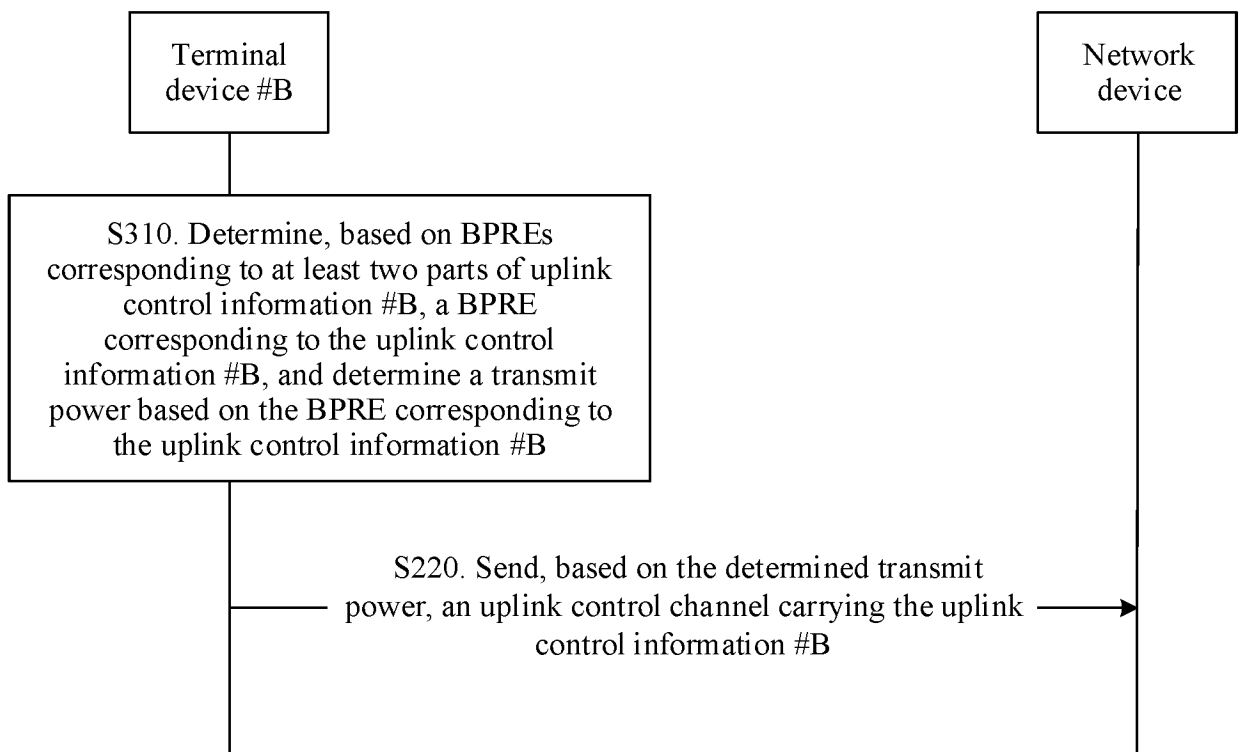 Terminal
device #B
Network
device
S310. Determine, based on BPREs
corresponding to at least two parts of uplink
control information #B, a BPRE
corresponding to the uplink control
information #B, and determine a transmit
power based on the BPRE corresponding to
the uplink control information #B
S220. Send, based on the determined transmit
power, an uplink control channel carrying the uplink
control information #B